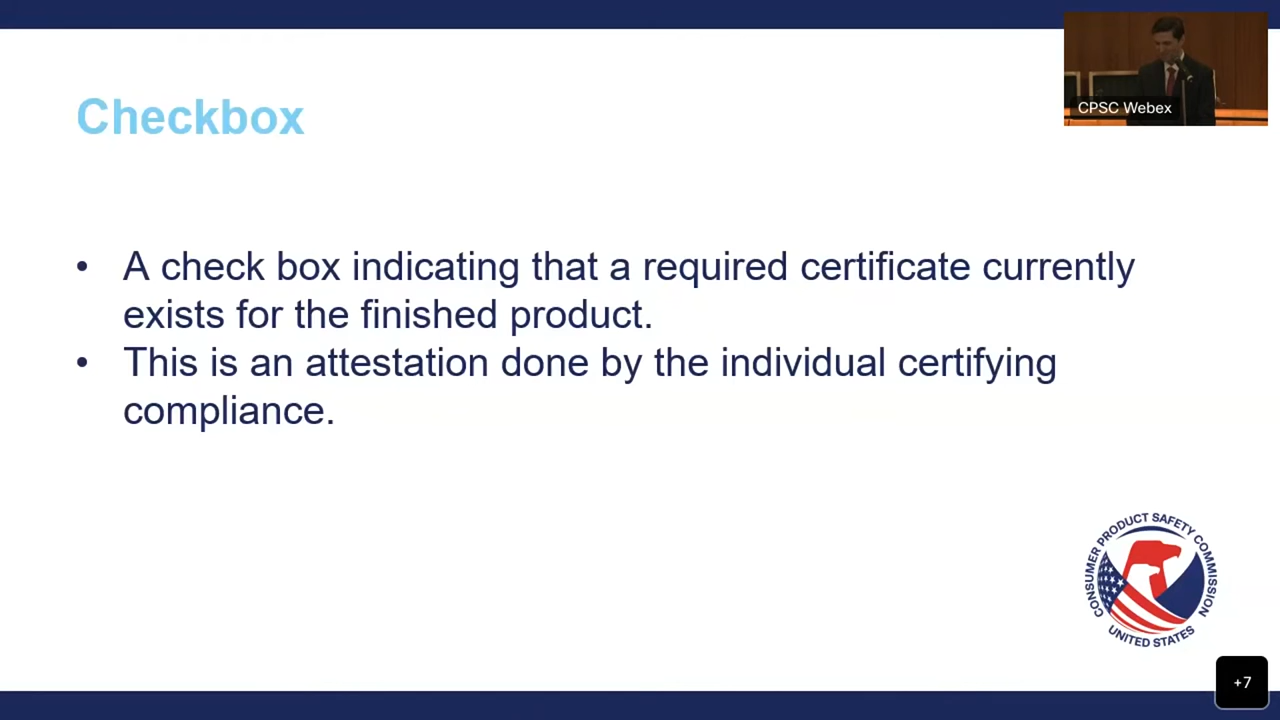 CPSC Webex
Checkbox
• A check box indicating that a required certificate currently
exists for the finished product.
• This is an attestation done by the individual certifying
compliance.
CONSUMER PRODUCT SAFETY COMMISSION
UNITED STATES
+7